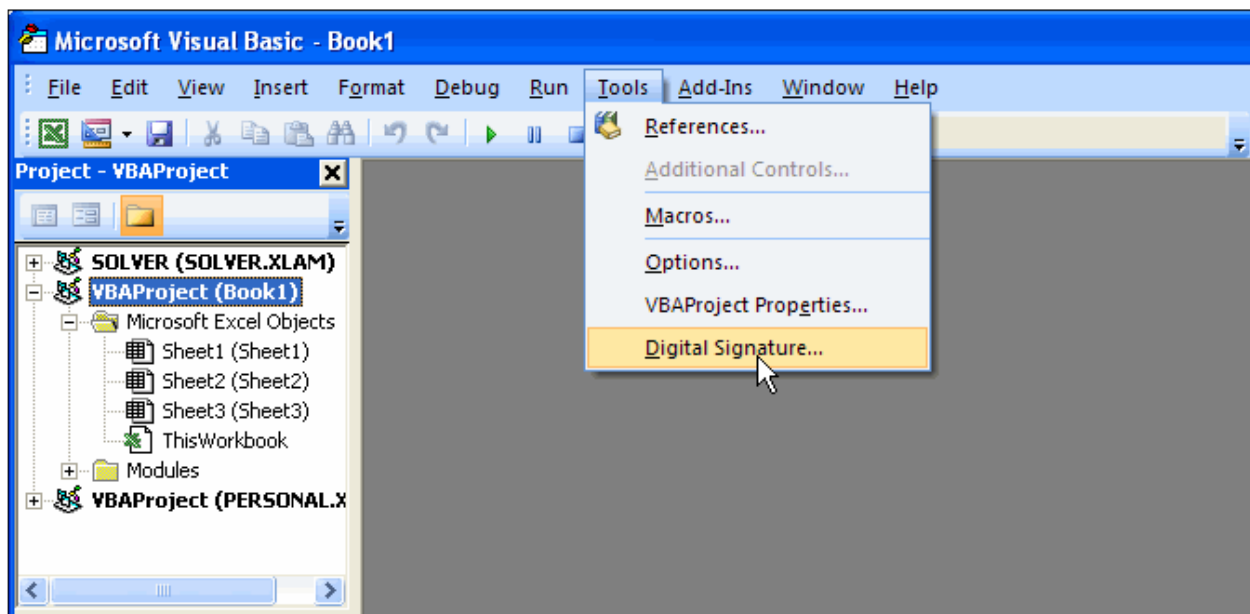 Microsoft Visual Basic - Book1
File Edit View Insert Format Debug Run Tools Add-Ins Window Help
References...
Additional Controls...
Macros...
Options...
VBAProject Properties...
Digital Signature...
Project - VBAProject
SOLVER (SOLVER.XLAM)
VBAProject (Book1)
Microsoft Excel Objects
Sheet1 (Sheet1)
Sheet2 (Sheet2)
Sheet3 (Sheet3)
ThisWorkbook
Modules
VBAProject (PERSONAL.X